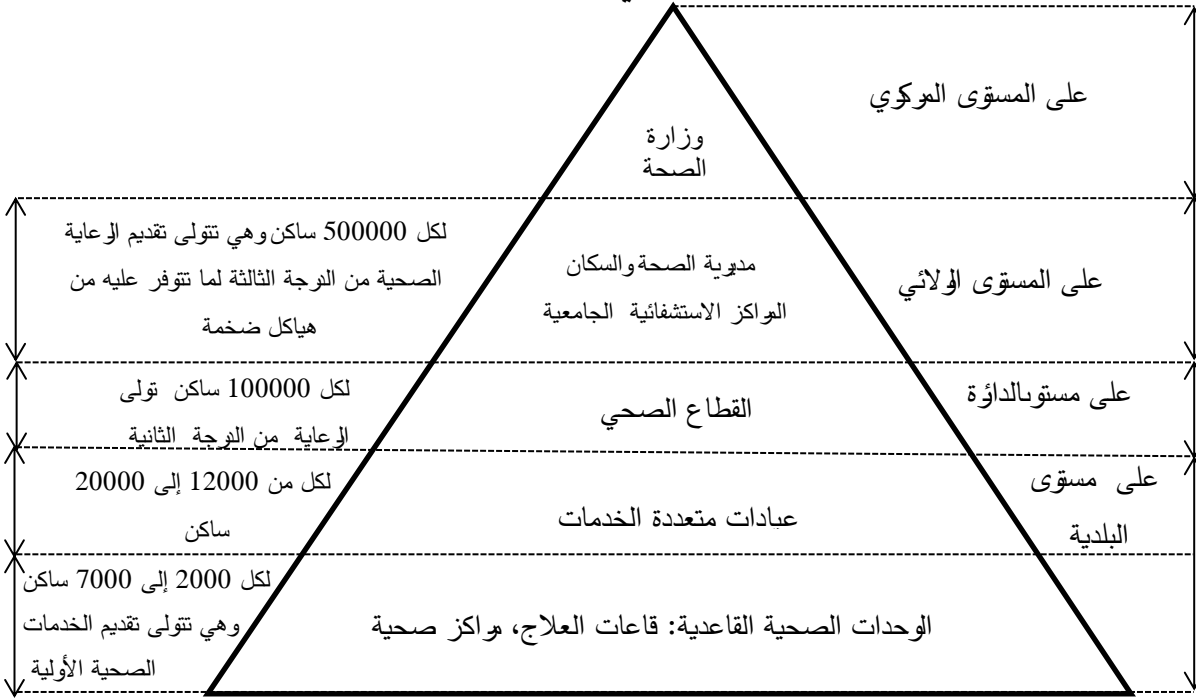 على المستوى المركزي
وزارة
الصحة
لكل 500000 ساكن وهي تتولى تقديم الرعاية
الصحية من الدرجة الثالثة لما تتوفر عليه من
هياكل ضخمة
مديرية الصحة والسكان
المراكز الاستشفائية الجامعية
على المستوى الولائي
لكل 100000 ساكن تولى
الرعاية من الدرجة الثانية
القطاع الصحي
على مستوىالدائرة
لكل من 12000 إلى 20000
ساكن
عبادات متعددة الخدمات
على مستوى
البلدية
لكل 2000 إلى 7000 ساكن
وهي تتولى تقديم الخدمات
الصحية الأولية
الوحدات الصحية القاعدية: قاعات العلاج، مراكز صحية